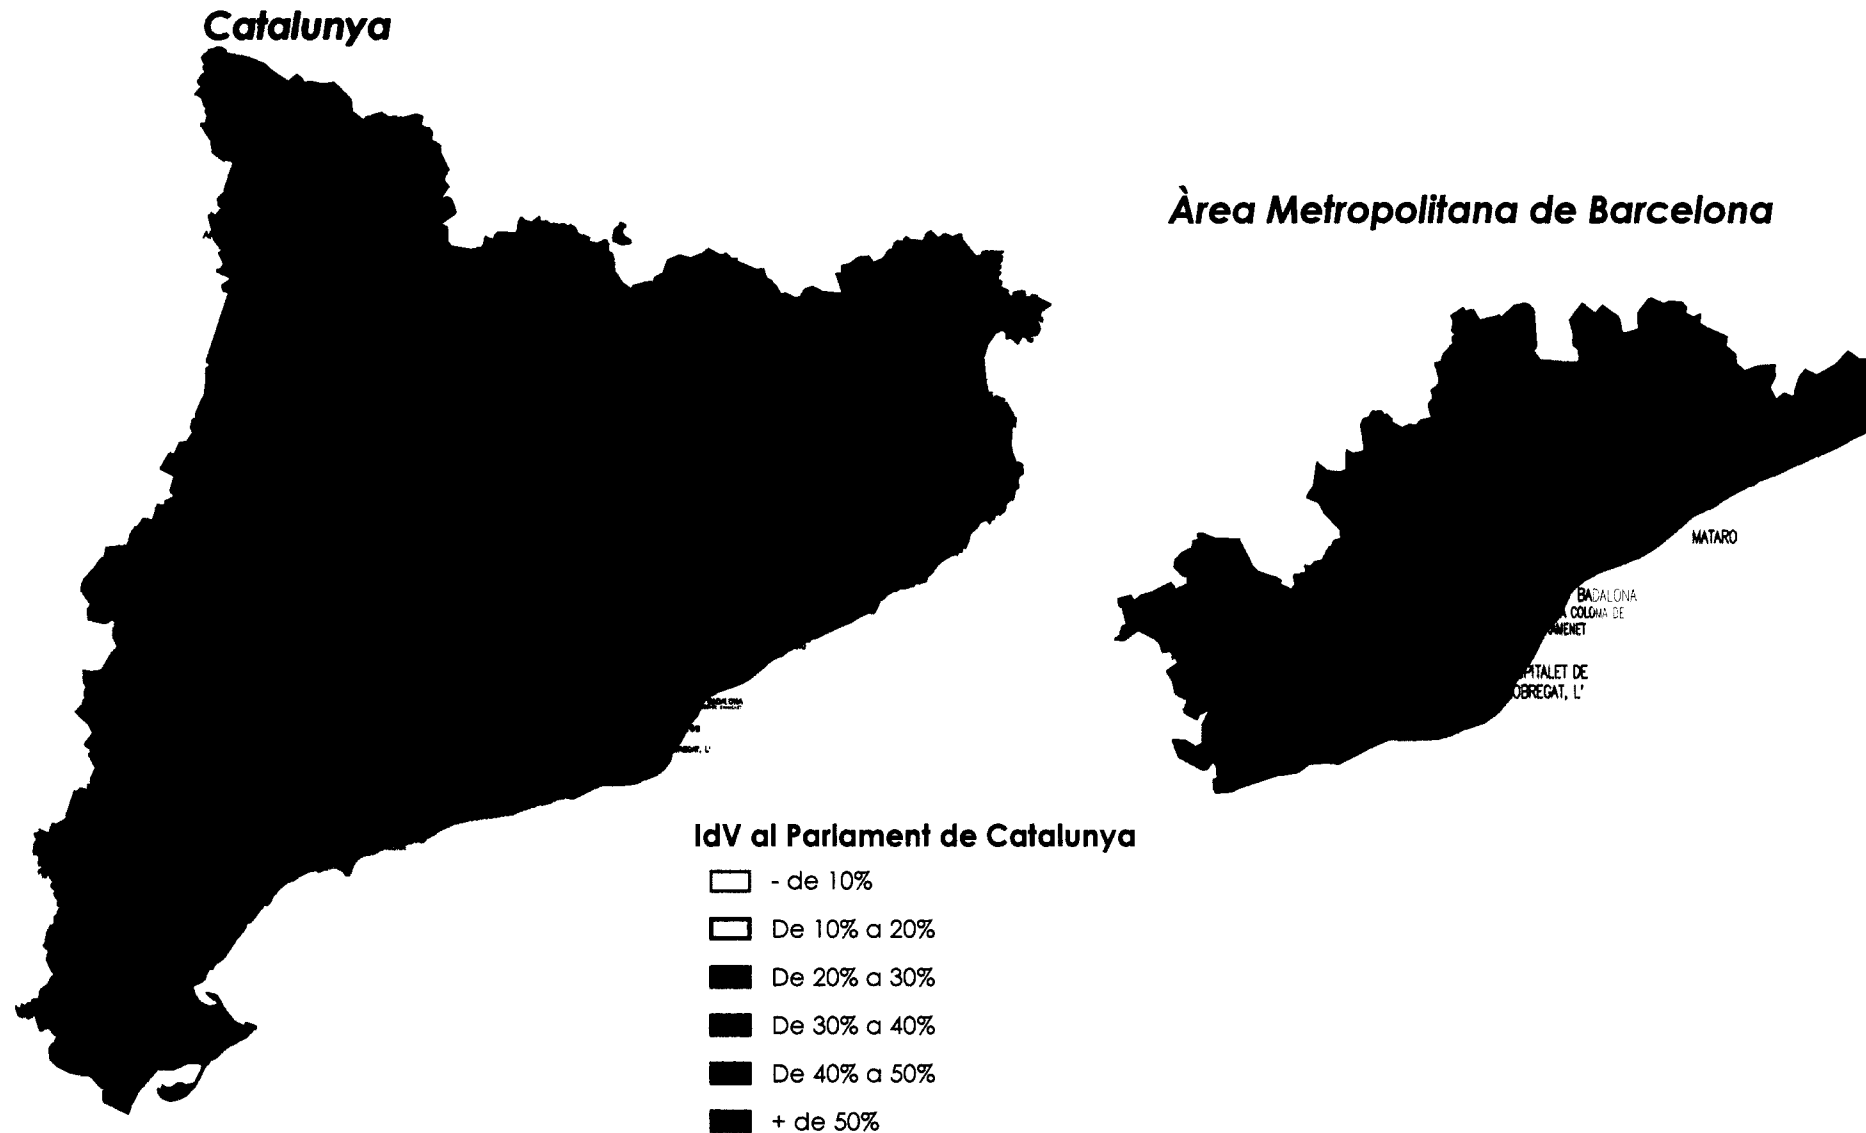 Catalunya
Àrea Metropolitana de Barcelona
MATARO
BADALONA
COLOMA DE
PITALET DE
OBREGAT, L'
IdV al Parlament de Catalunya
- de 10%
De 10% a 20%
De 20% a 30%
De 30% a 40%
De 40% a 50%
+ de 50%